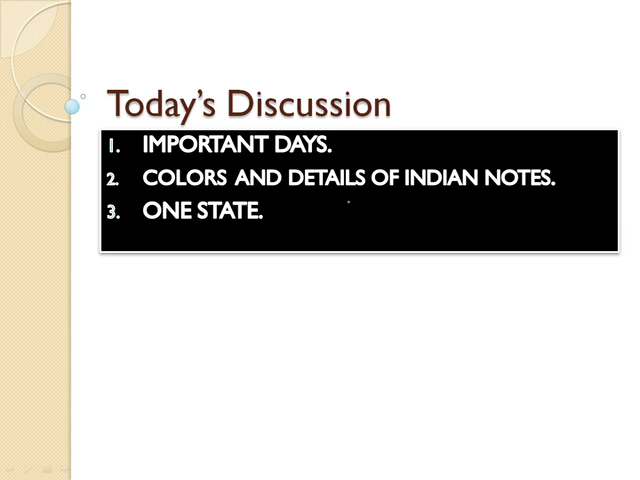 Today's Discussion
1. IMPORTANT DAYS.
2. COLORS AND DETAILS OF INDIAN NOTES.
3. ONE STATE.